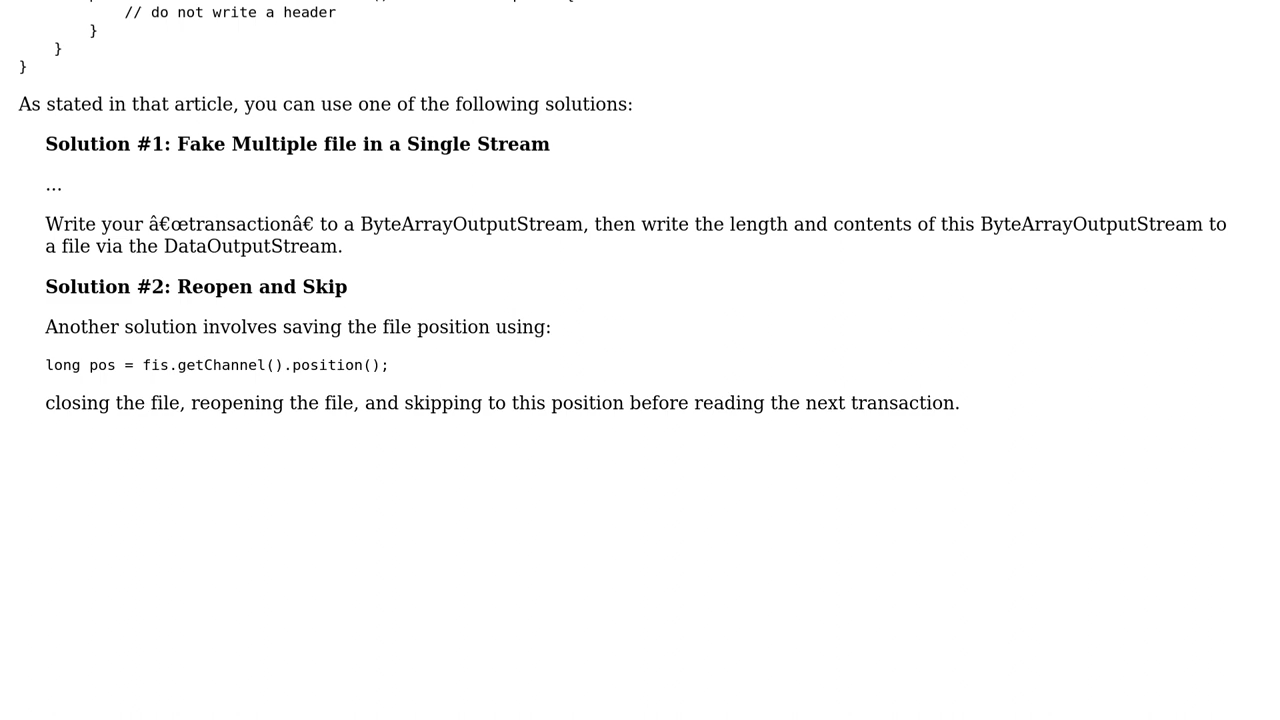 // do not write a header
}
}
}
As stated in that article, you can use one of the following solutions:
Solution #1: Fake Multiple file in a Single Stream
...
Write your â€œtransactionâ€ to a ByteArrayOutputStream, then write the length and contents of this ByteArrayOutputStream to
a file via the DataOutputStream.
Solution #2: Reopen and Skip
Another solution involves saving the file position using:
long pos = fis.getChannel().position();
closing the file, reopening the file, and skipping to this position before reading the next transaction.